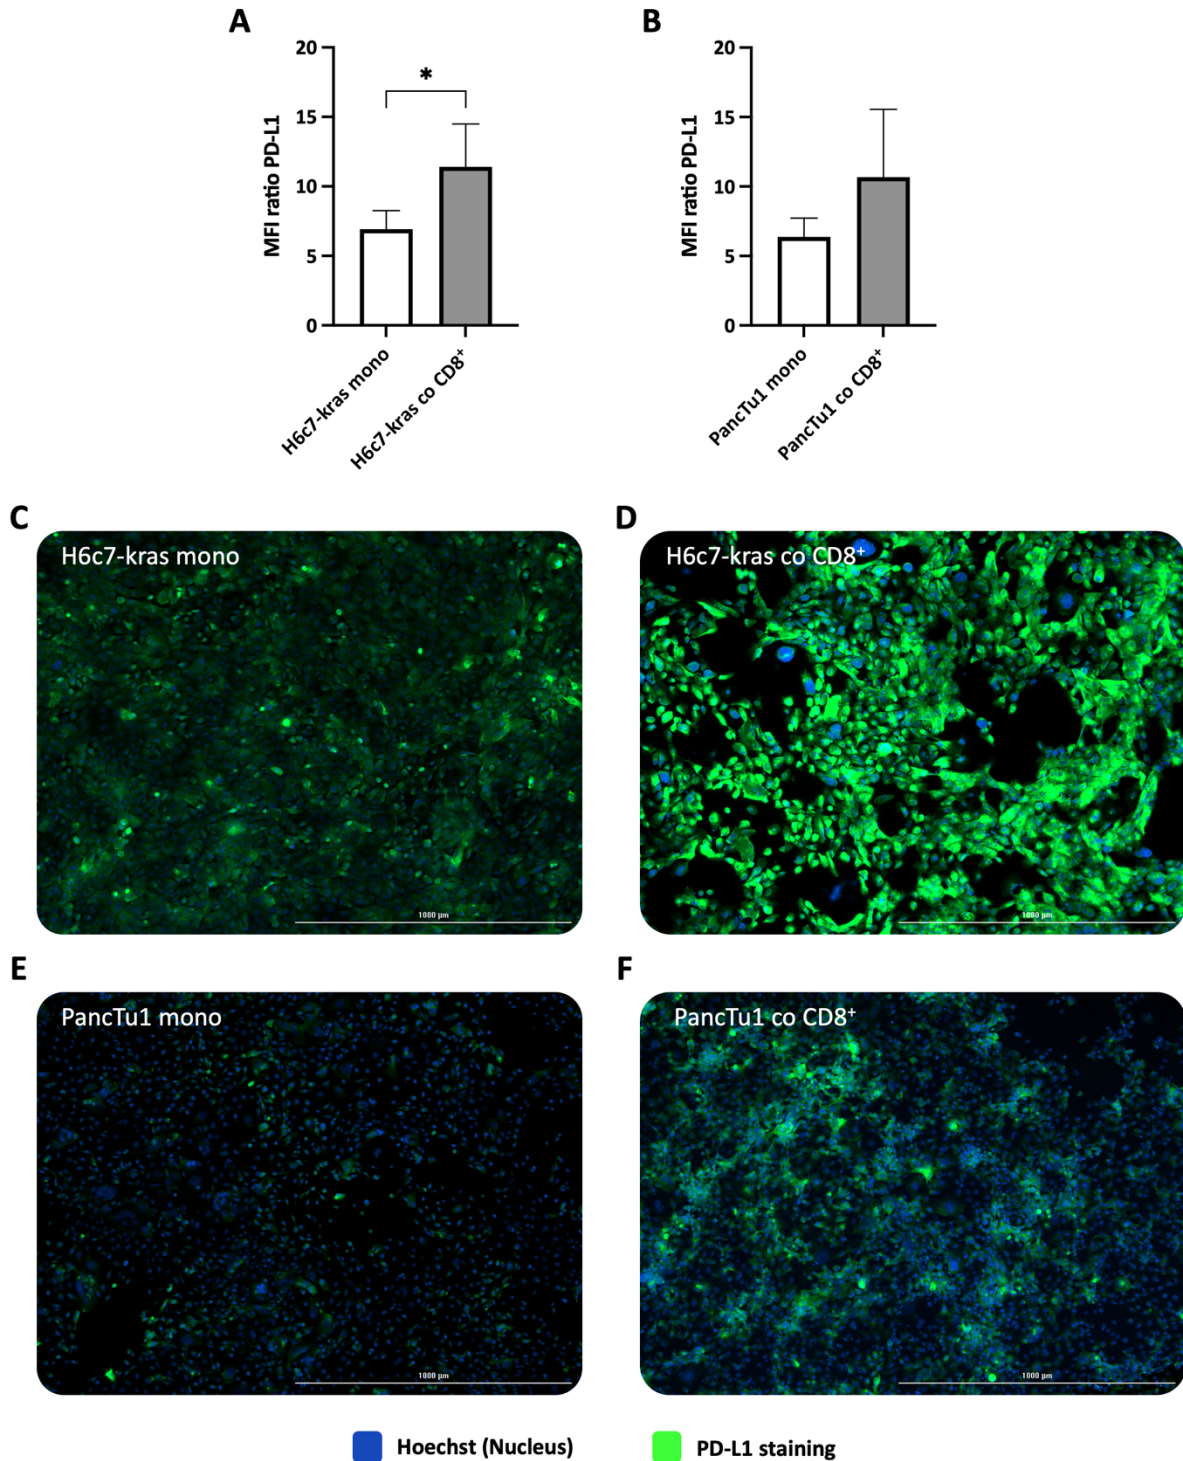 A
20
15
10
5
0
MFI ratio PD-L1
*
H6c7-kras mono
H6c7-kras co CD8⁺
B
20
15
10
5
0
MFI ratio PD-L1
PancTu1 mono
PancTu1 co CD8⁺
C
H6c7-kras mono
1000 µm
D
H6c7-kras co CD8⁺
1000 µm
E
PancTu1 mono
1000 µm
F
PancTu1 co CD8⁺
1000 µm
Hoechst (Nucleus)
PD-L1 staining